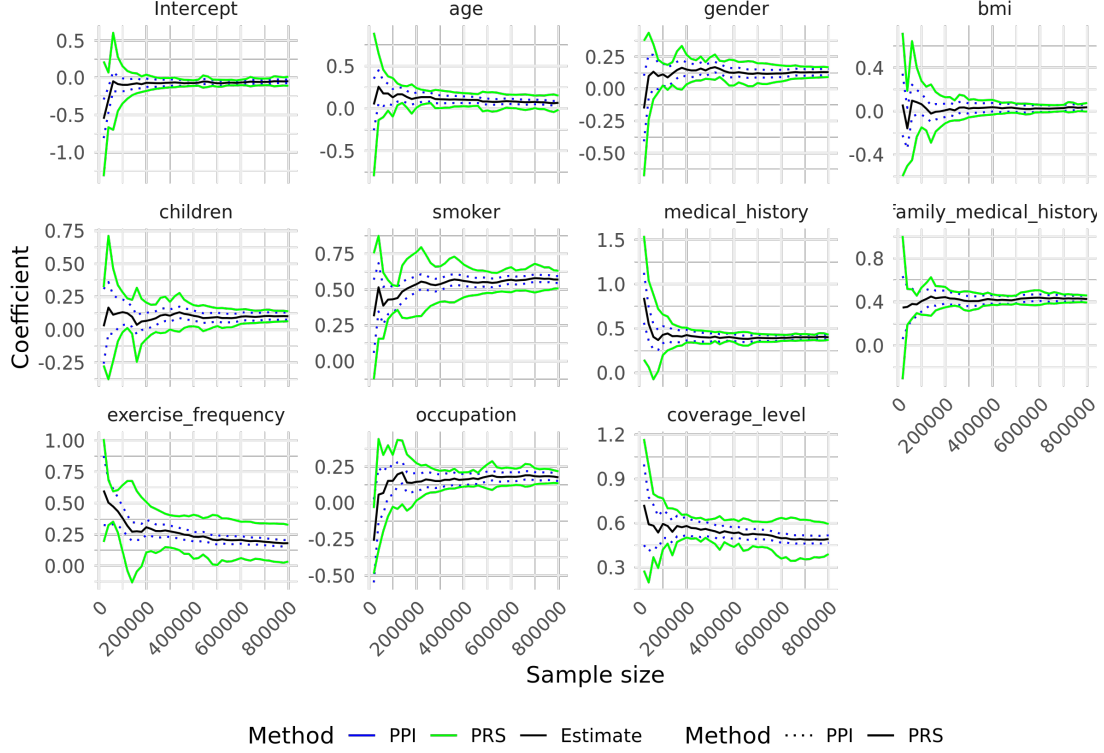 Intercept age gender bmi
0.5 0.0 -0.5 -1.0
0.5 0.0 -0.5
0.25 0.00 -0.25 -0.50
0.4 0.0 -0.4
children smoker medical_history family_medical_history
0.75 0.50 0.25 0.00 -0.25
0.75 0.50 0.25 0.00
1.5 1.0 0.5 0.0
0.8 0.4 0.0
0 200000 400000 600000 800000
Coefficient
exercise_frequency occupation coverage_level
1.00 0.75 0.50 0.25 0.00
0.25 0.00 -0.25 -0.50
1.2 0.9 0.6 0.3
0 200000 400000 600000 800000
0 200000 400000 600000 800000
0 200000 400000 600000 800000
Sample size
Method PPI PRS Estimate Method PPI PRS